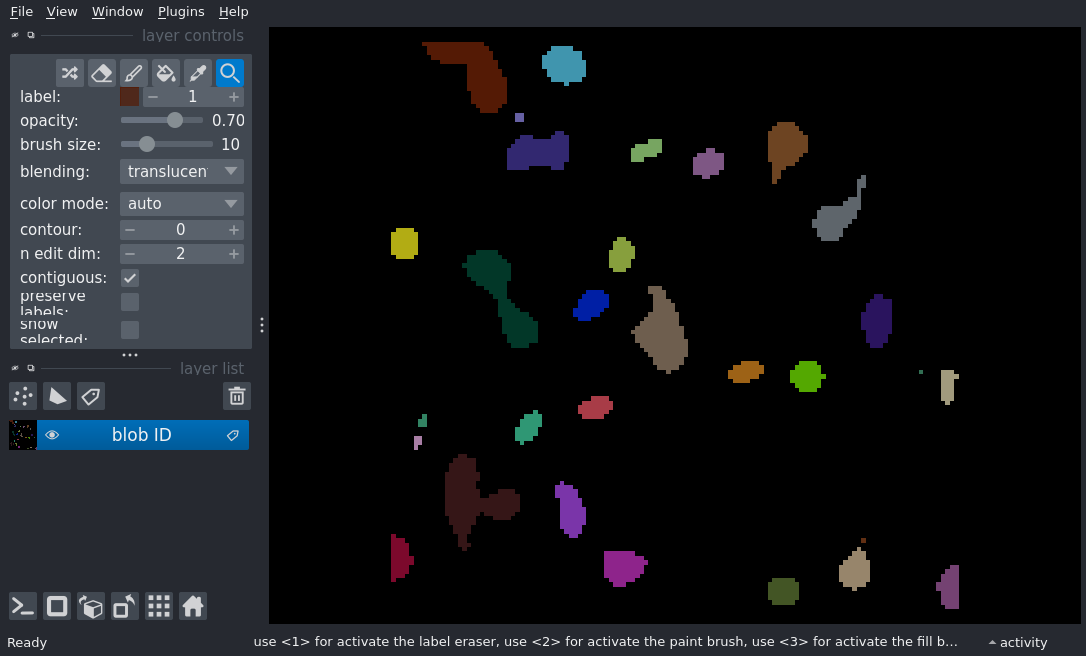 File View Window Plugins Help
layer controls
label: 1
opacity: 0.70
brush size: 10
blending: translucen
color mode: auto
contour: 0
n edit dim: 2
contiguous:
preserve
labels:
show
selected:
layer list
blob ID
Ready use <1> for activate the label eraser, use <2> for activate the paint brush, use <3> for activate the fill b... activity